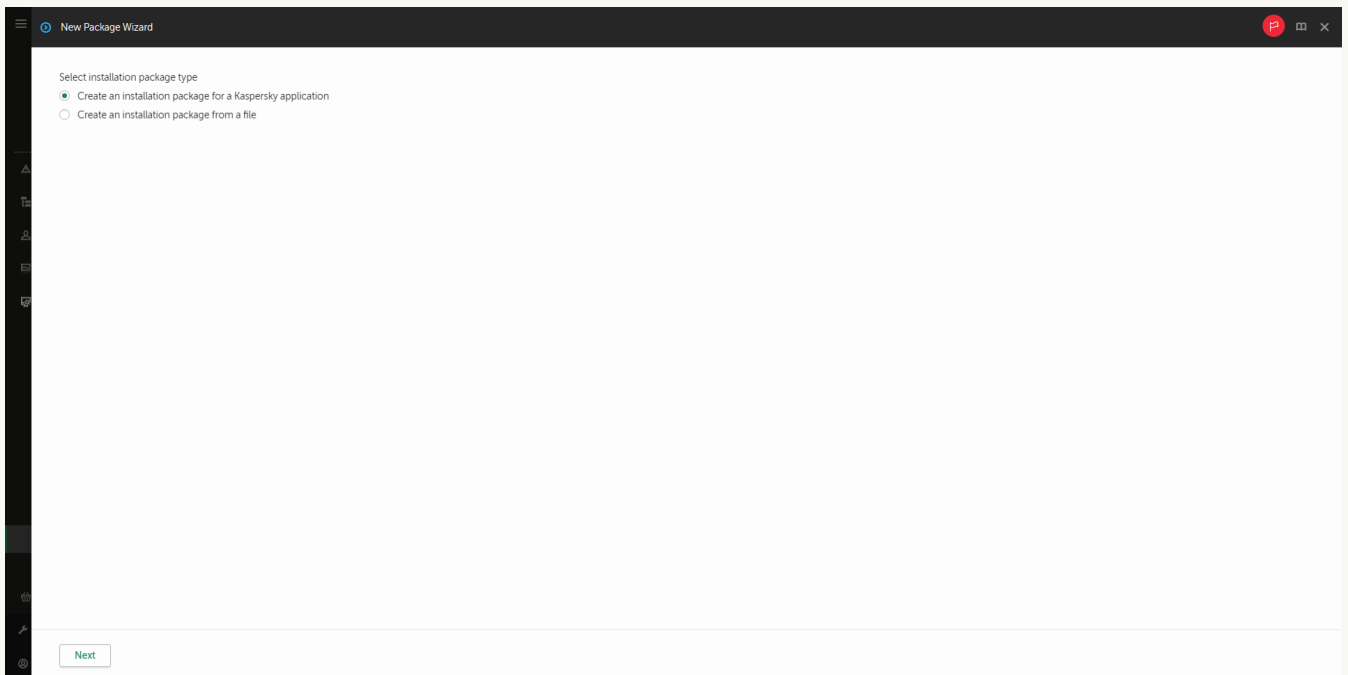 New Package Wizard
Select installation package type
Create an installation package for a Kaspersky application
Create an installation package from a file
Next